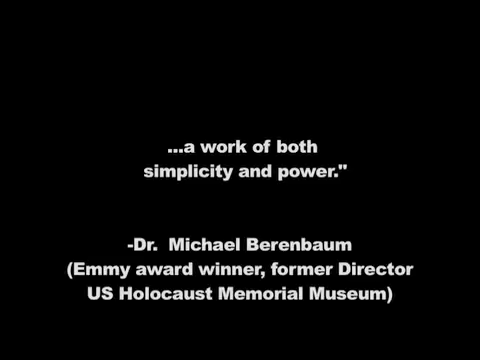 ...a work of both
simplicity and power."
-Dr.  Michael Berenbaum
(Emmy award winner, former Director
US Holocaust Memorial Museum)